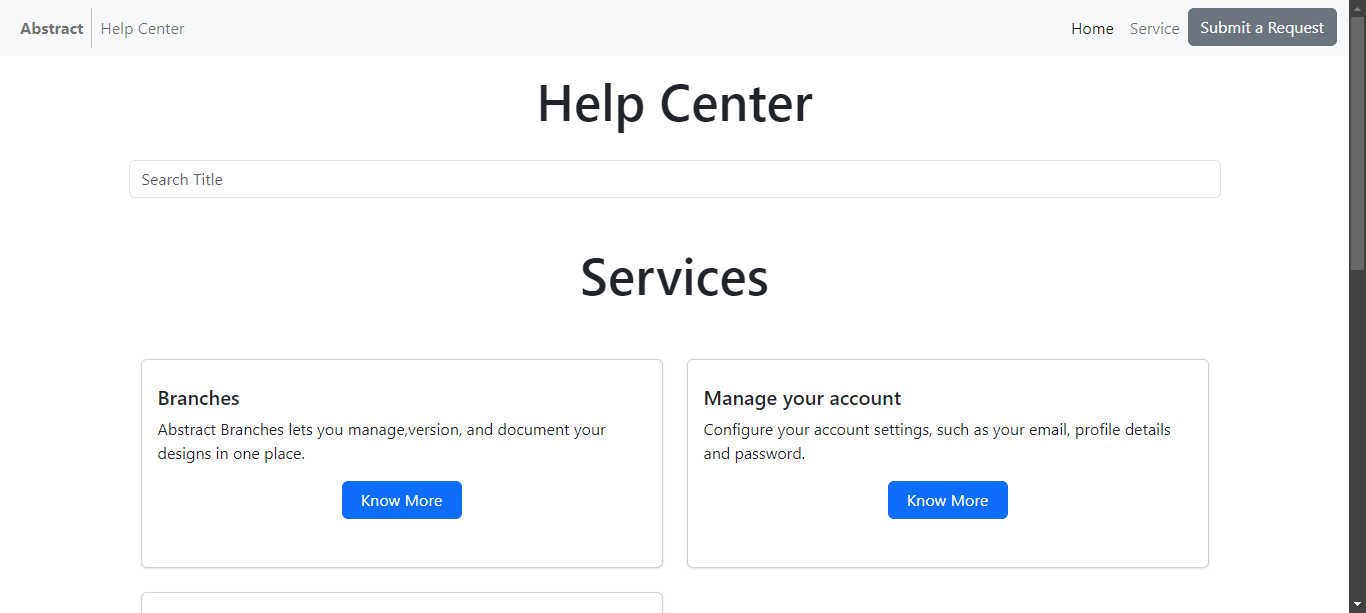 Abstract Help Center Home Service Submit a Request
Help Center
Search Title
Services
Branches
Abstract Branches lets you manage,version, and document your
designs in one place.
Know More
Manage your account
Configure your account settings, such as your email, profile details
and password.
Know More